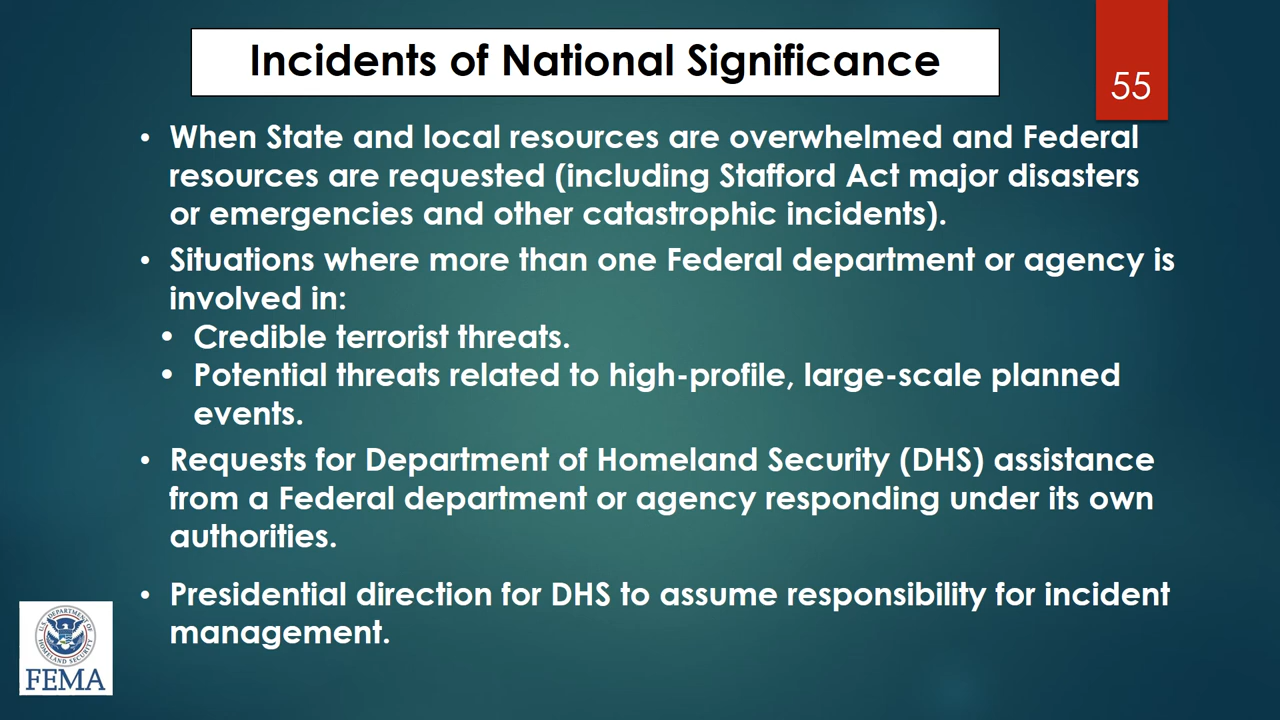 Incidents of National Significance
55
• When State and local resources are overwhelmed and Federal
resources are requested (including Stafford Act major disasters
or emergencies and other catastrophic incidents).
• Situations where more than one Federal department or agency is
involved in:
• Credible terrorist threats.
• Potential threats related to high-profile, large-scale planned
events.
• Requests for Department of Homeland Security (DHS) assistance
from a Federal department or agency responding under its own
authorities.
• Presidential direction for DHS to assume responsibility for incident
management.
U.S. DEPARTMENT OF
HOMELAND SECURITY
FEMA